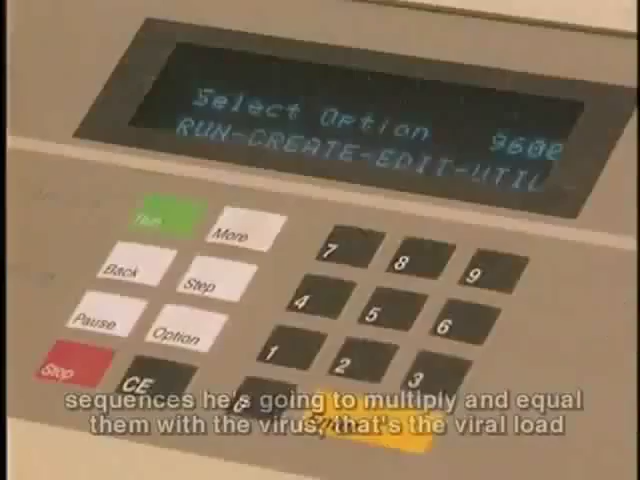 Select Option 9600
RUN-CREATE-EDIT-UTIL
Run More
7 8 9
Back Step
4 5 6
Pause Option
1 2 3
Stop CE 0
sequences he's going to multiply and equal
them with the virus, that's the viral load